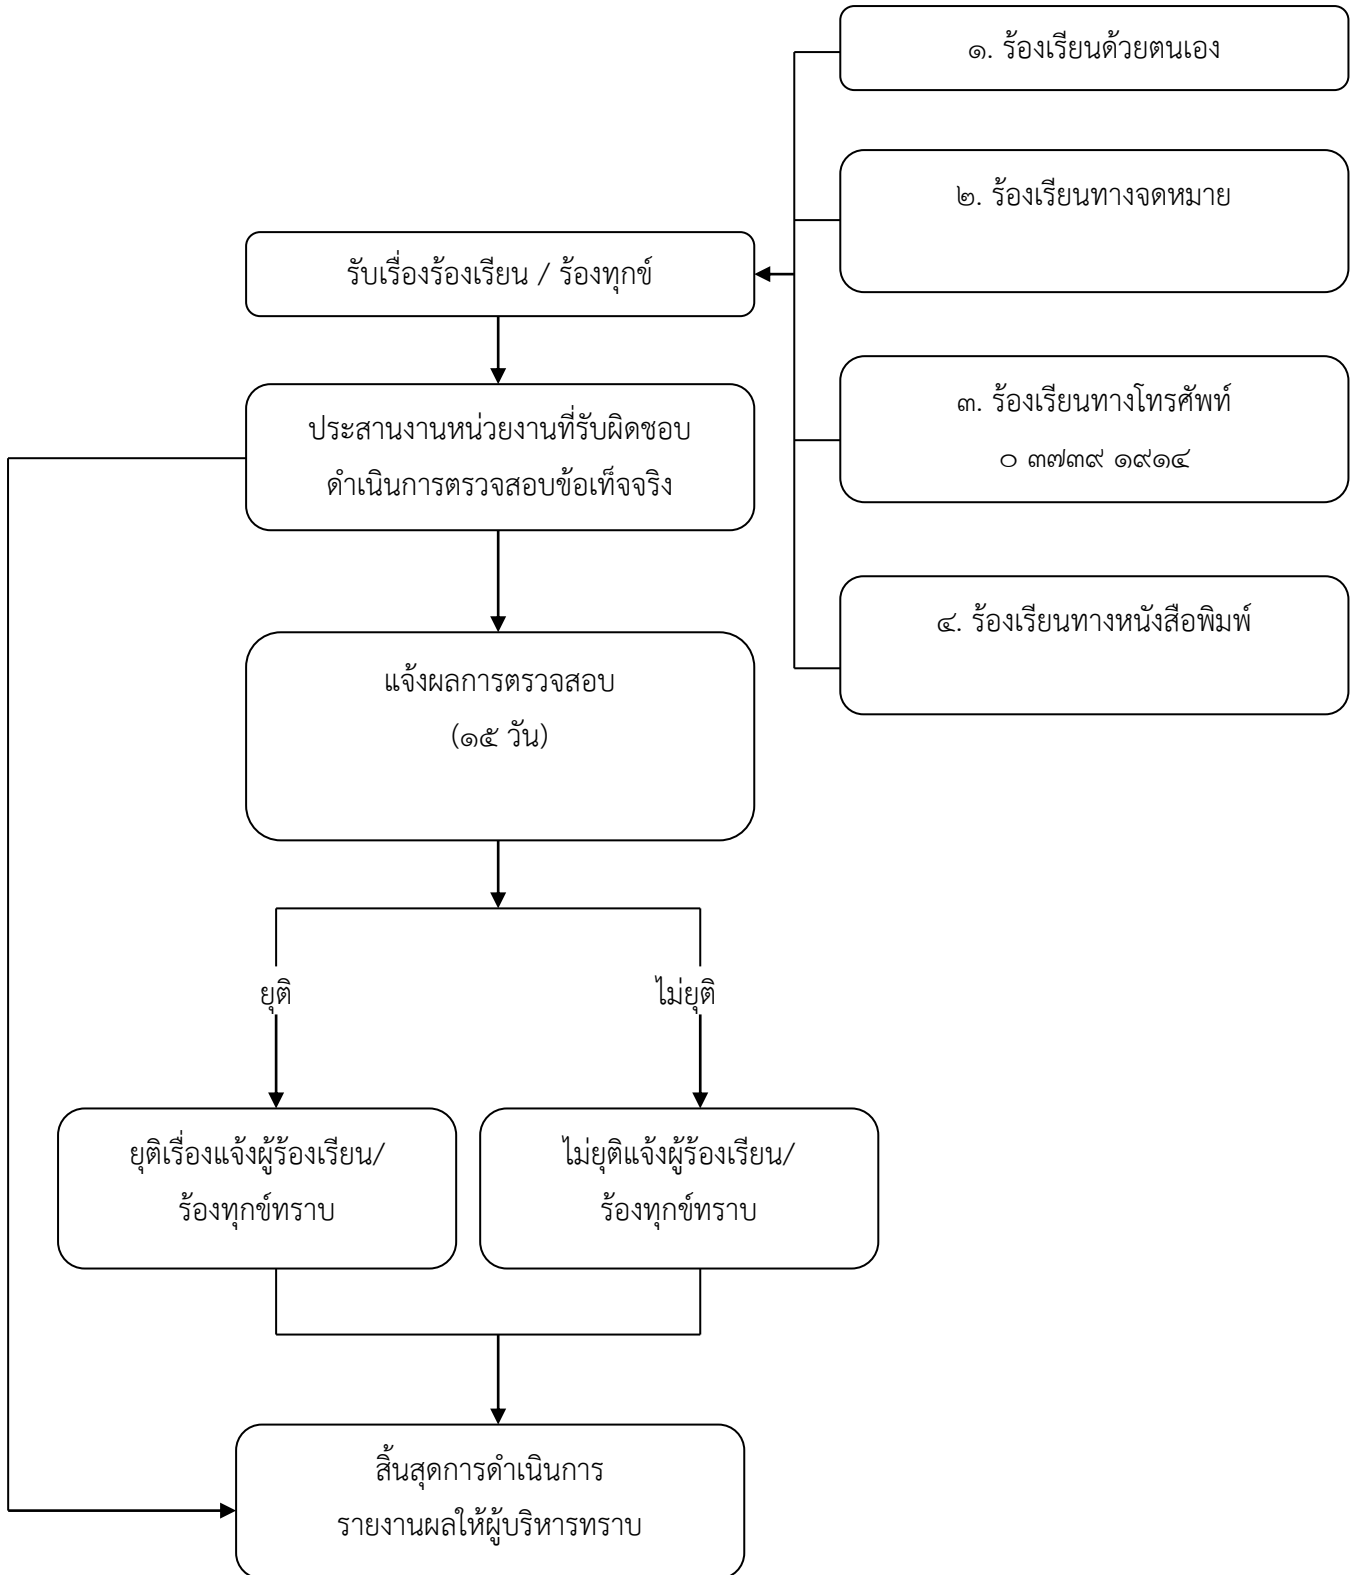 ๑. ร้องเรียนด้วยตนเอง
๒. ร้องเรียนทางจดหมาย
รับเรื่องร้องเรียน / ร้องทุกข์
๓. ร้องเรียนทางโทรศัพท์
๐ ๓๗๓๙ ๑๙๑๔
ประสานงานหน่วยงานที่รับผิดชอบ
ดำเนินการตรวจสอบข้อเท็จจริง
๔. ร้องเรียนทางหนังสือพิมพ์
แจ้งผลการตรวจสอบ
(๑๕ วัน)
ยุติ
ไม่ยุติ
ยุติเรื่องแจ้งผู้ร้องเรียน/
ร้องทุกข์ทราบ
ไม่ยุติแจ้งผู้ร้องเรียน/
ร้องทุกข์ทราบ
สิ้นสุดการดำเนินการ
รายงานผลให้ผู้บริหารทราบ